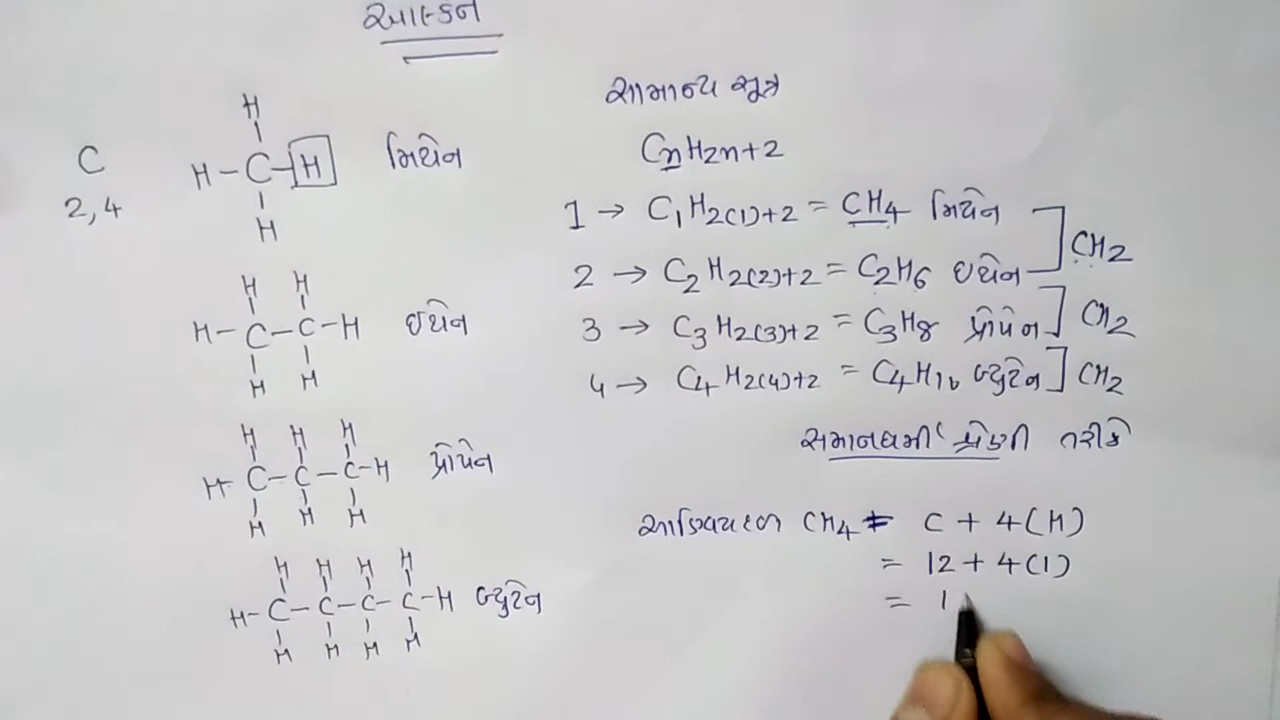 આલ્કેન
H
|
C H – C – H મિથેન
2,4 |
H
H H
| |
H – C – C – H ઇથેન
| |
H H
H H H
| | |
H – C – C – C – H પ્રોપેન
| | |
H H H
H H H H
| | | |
H – C – C – C – C – H બ્યુટેન
| | | |
H H H H
સામાન્ય સૂત્ર
CnH2n+2
1 → C1H2(1)+2 = CH4 મિથેન
CH2
2 → C2H2(2)+2 = C2H6 ઇથેન
3 → C3H2(3)+2 = C3H8 પ્રોપેન ] CH2
4 → C4H2(4)+2 = C4H10 બ્યુટેન ] CH2
સમાનધર્મી શ્રેણી તરીકે
આણ્વિયદળ CH4 = C + 4(H)
= 12 + 4(1)
= 1